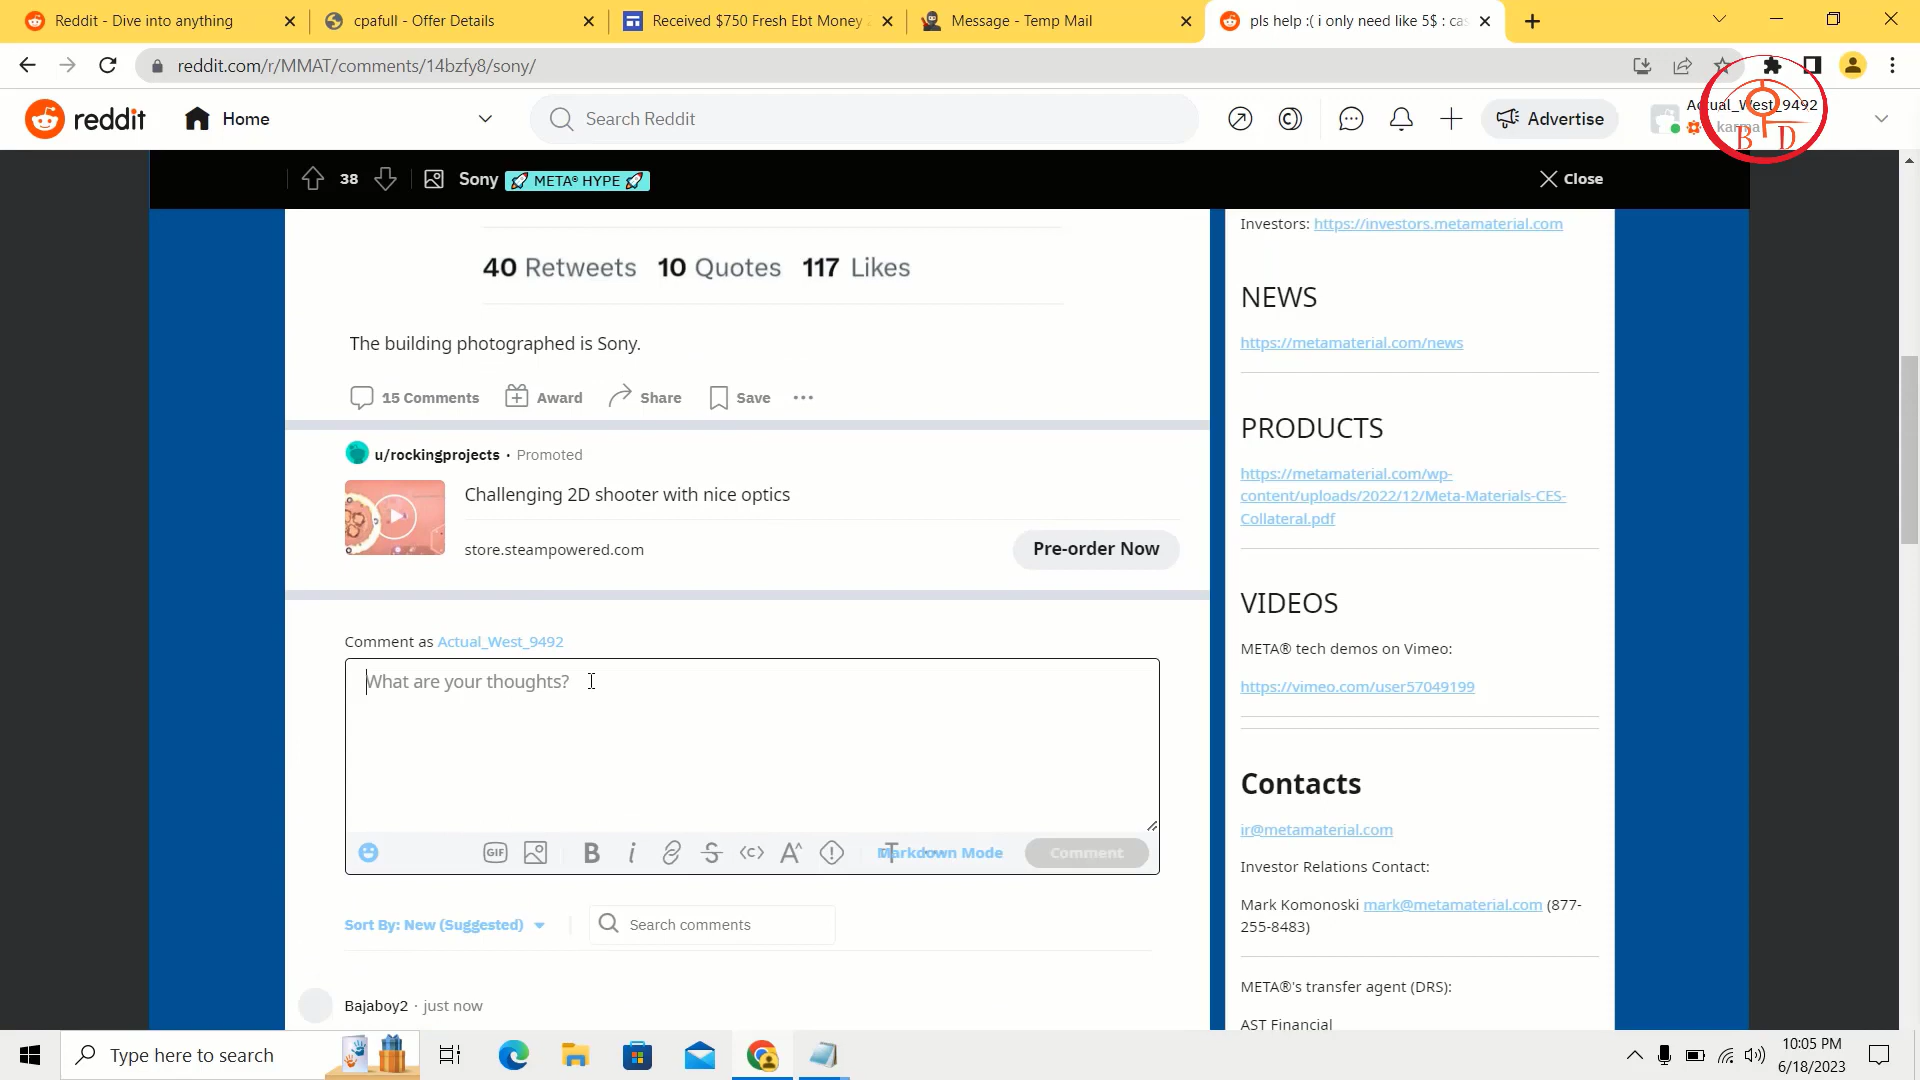 Reddit - Dive into anything
cpafull - Offer Details
Received $750 Fresh Ebt Money
Message - Temp Mail
pls help :( i only need like 5$ : ca
reddit.com/r/MMAT/comments/14bzfy8/sony/
reddit
Home
Search Reddit
Advertise
Actual_West_9492
karma
B D
38
Sony
META® HYPE
Close
40 Retweets 10 Quotes 117 Likes
The building photographed is Sony.
15 Comments
Award
Share
Save
u/rockingprojects · Promoted
Challenging 2D shooter with nice optics
store.steampowered.com
Pre-order Now
Comment as Actual_West_9492
What are your thoughts?
GIF
B
i
T
Markdown Mode
Comment
Sort By: New (Suggested)
Search comments
Bajaboy2 · just now
Investors: https://investors.metamaterial.com
NEWS
https://metamaterial.com/news
PRODUCTS
https://metamaterial.com/wp-
content/uploads/2022/12/Meta-Materials-CES-
Collateral.pdf
VIDEOS
META® tech demos on Vimeo:
https://vimeo.com/user57049199
Contacts
ir@metamaterial.com
Investor Relations Contact:
Mark Komonoski mark@metamaterial.com (877-
255-8483)
META®'s transfer agent (DRS):
AST Financial
Type here to search
10:05 PM
6/18/2023